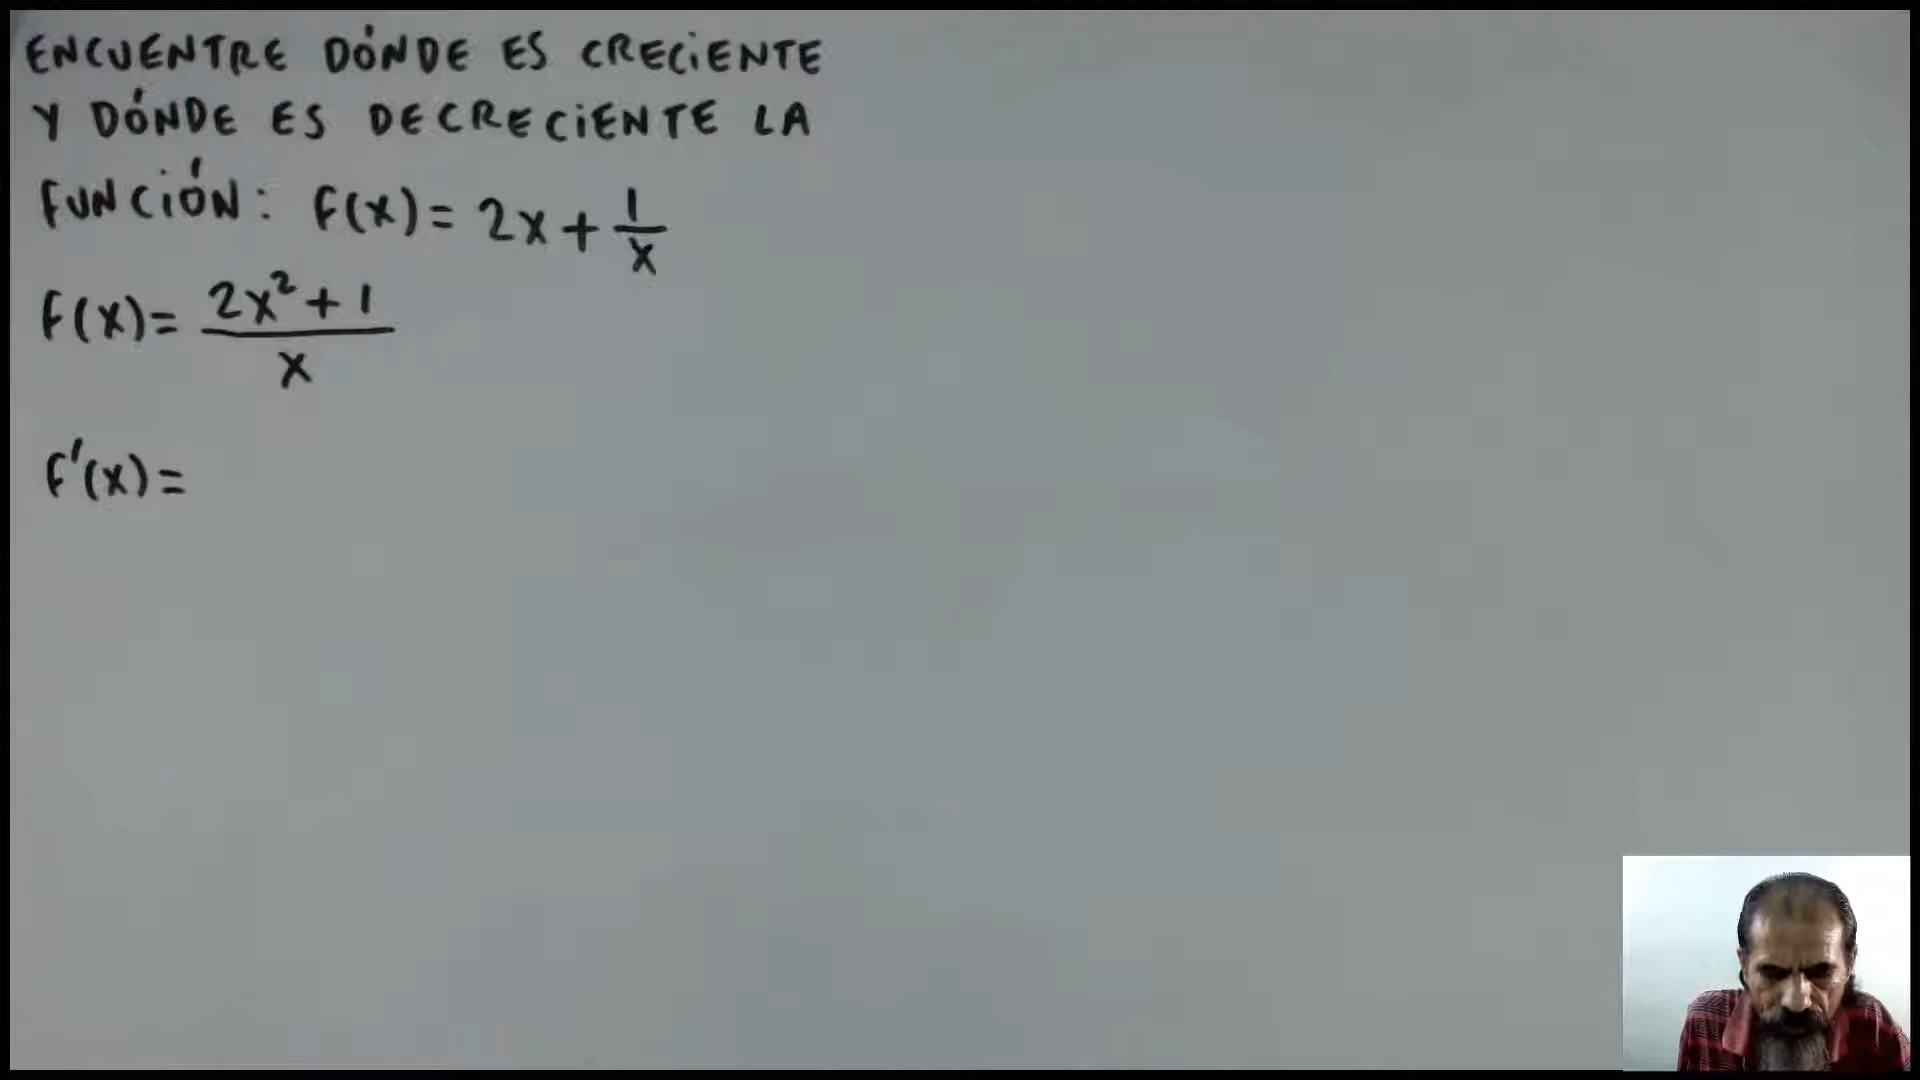 ENCUENTRE DÓNDE ES CRECiENTE
Y DÓNDE ES DECRECiENTE LA
FUNCiÓN: F(X) = 2X + 1/X
F(X) = (2X² + 1)/X
F'(X) =